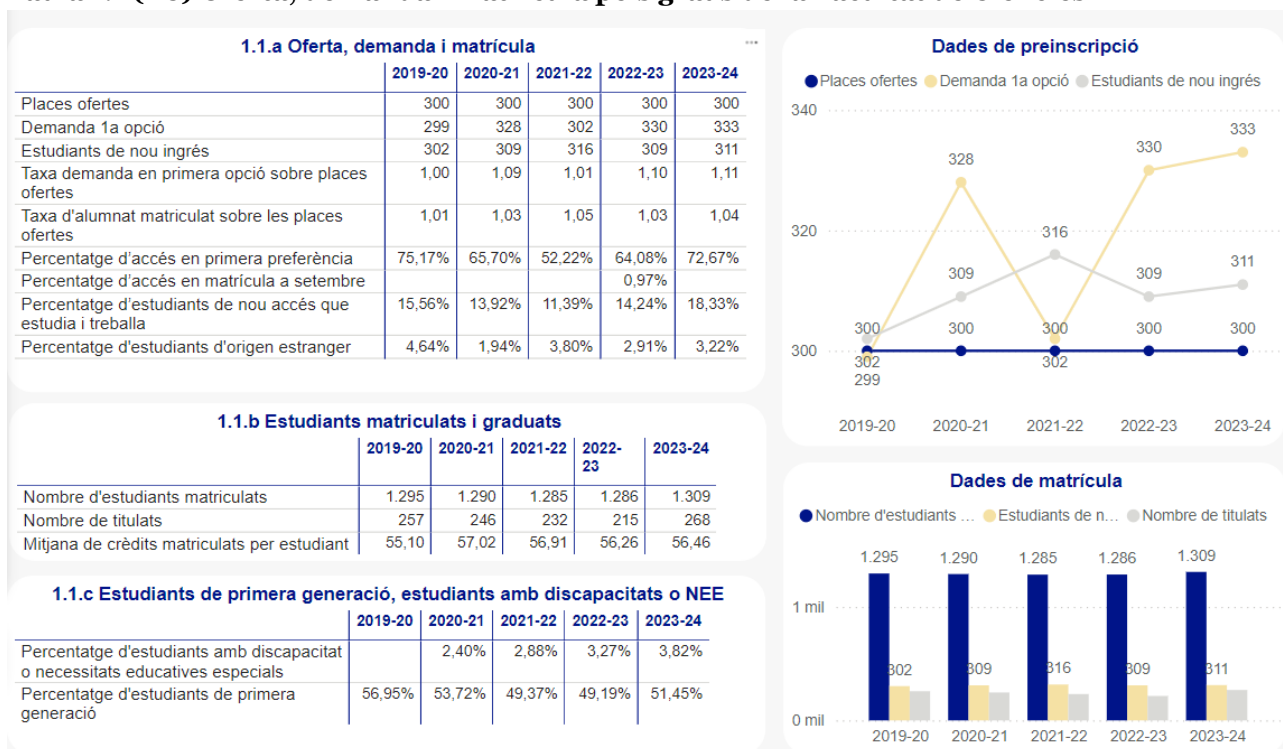 1.1.a Oferta, demanda i matrícula
2019-20 2020-21 2021-22 2022-23 2023-24
Places ofertes 300 300 300 300 300
Demanda 1a opció 299 328 302 330 333
Estudiants de nou ingrés 302 309 316 309 311
Taxa demanda en primera opció sobre places 1,00 1,09 1,01 1,10 1,11
ofertes
Taxa d'alumnat matriculat sobre les places 1,01 1,03 1,05 1,03 1,04
ofertes
Percentatge d'accés en primera preferència 75,17% 65,70% 52,22% 64,08% 72,67%
Percentatge d'accés en matrícula a setembre 0,97%
Percentatge d'estudiants de nou accés que 15,56% 13,92% 11,39% 14,24% 18,33%
estudia i treballa
Percentatge d'estudiants d'origen estranger 4,64% 1,94% 3,80% 2,91% 3,22%
1.1.b Estudiants matriculats i graduats
2019-20 2020-21 2021-22 2022- 2023-24
23
Nombre d'estudiants matriculats 1.295 1.290 1.285 1.286 1.309
Nombre de titulats 257 246 232 215 268
Mitjana de crèdits matriculats per estudiant 55,10 57,02 56,91 56,26 56,46
1.1.c Estudiants de primera generació, estudiants amb discapacitats o NEE
2019-20 2020-21 2021-22 2022-23 2023-24
Percentatge d'estudiants amb discapacitat 2,40% 2,88% 3,27% 3,82%
o necessitats educatives especials
Percentatge d'estudiants de primera 56,95% 53,72% 49,37% 49,19% 51,45%
generació
Dades de preinscripció
Places ofertes Demanda 1a opció Estudiants de nou ingrés
340
333
330
328
320
316
309 309 311
300 300 300 300 300
300
302 302
299
2019-20 2020-21 2021-22 2022-23 2023-24
Dades de matrícula
Nombre d'estudiants ... Estudiants de n... Nombre de titulats
1.295 1.290 1.285 1.286 1.309
1 mil
302 309 316 309 311
0 mil
2019-20 2020-21 2021-22 2022-23 2023-24